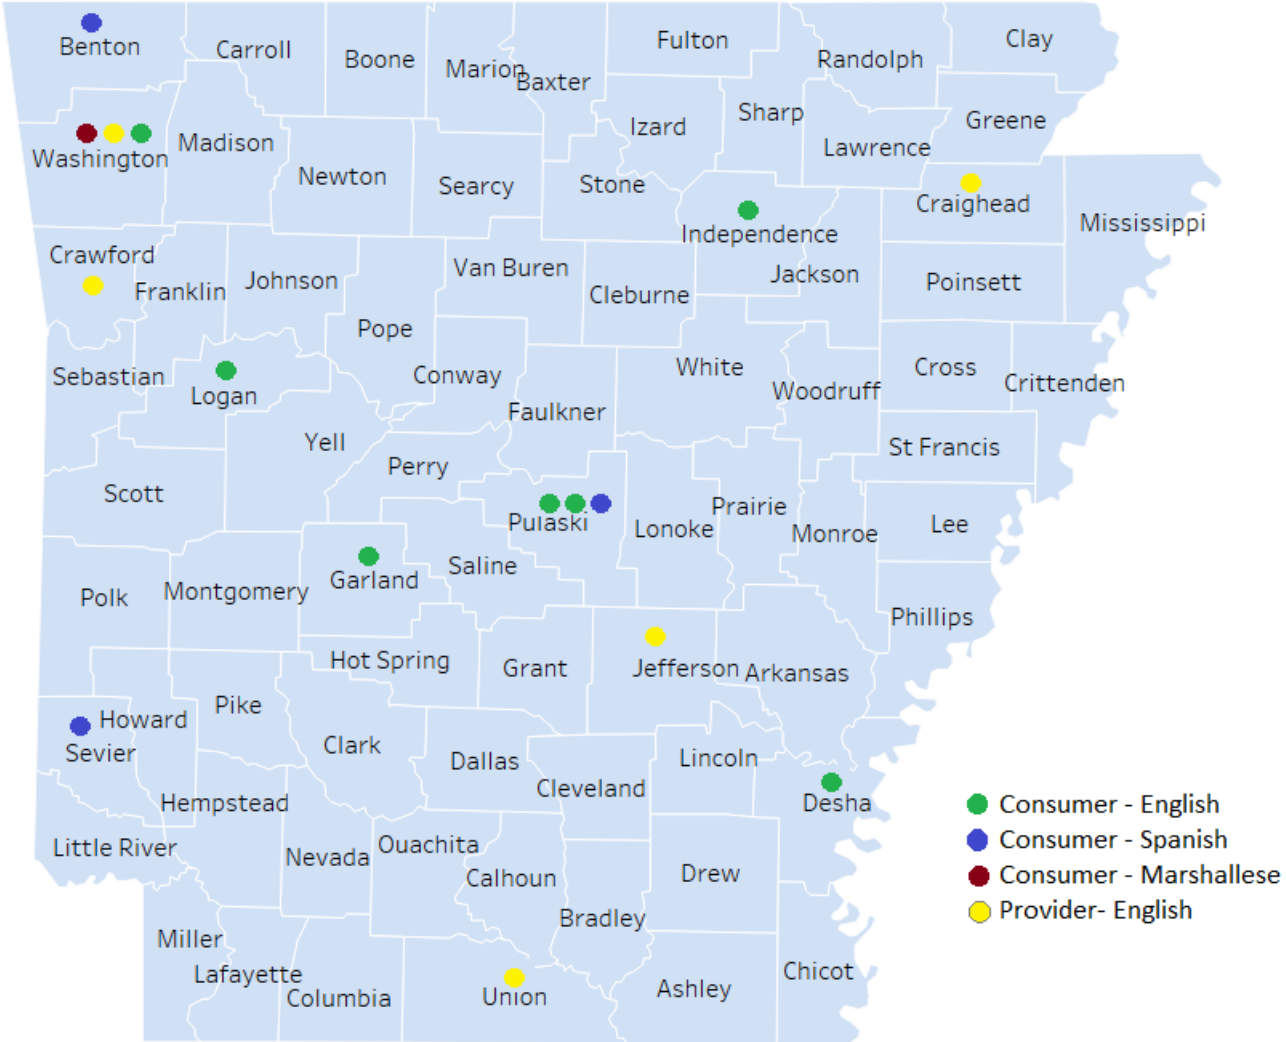 Benton
Carroll
Boone
Marion
Baxter
Fulton
Randolph
Clay
Washington
Madison
Newton
Searcy
Stone
Izard
Sharp
Lawrence
Greene
Craighead
Mississippi
Independence
Jackson
Poinsett
Crawford
Franklin
Johnson
Pope
Van Buren
Cleburne
Sebastian
Logan
Conway
Faulkner
White
Woodruff
Cross
Crittenden
St Francis
Yell
Perry
Scott
Pulaski
Lonoke
Prairie
Monroe
Lee
Polk
Montgomery
Garland
Saline
Phillips
Hot Spring
Grant
Jefferson
Arkansas
Howard
Sevier
Pike
Clark
Dallas
Cleveland
Lincoln
Desha
Hempstead
Little River
Nevada
Ouachita
Calhoun
Bradley
Drew
Miller
Lafayette
Columbia
Union
Ashley
Chicot
Consumer - English
Consumer - Spanish
Consumer - Marshallese
Provider- English